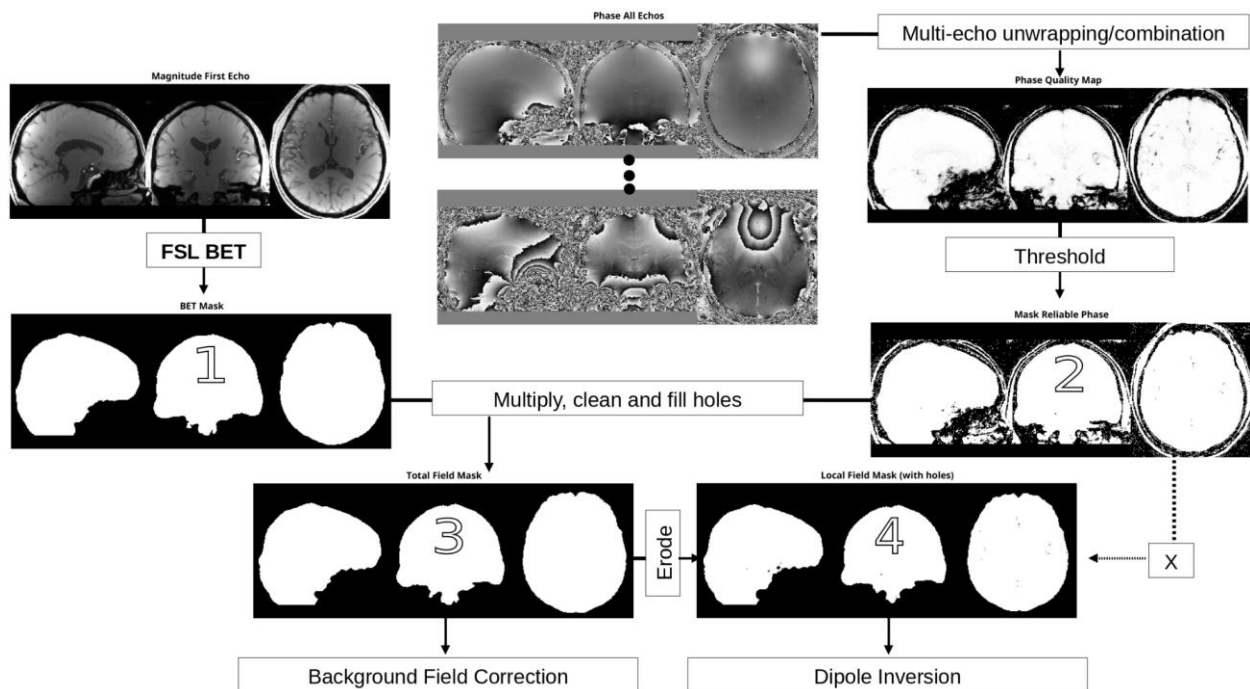 Phase All Echos
Multi-echo unwrapping/combination
Magnitude First Echo
Phase Quality Map
FSL BET
Threshold
BET Mask
Mask Reliable Phase
1
2
Multiply, clean and fill holes
Total Field Mask
Local Field Mask (with holes)
3
Erode
4
X
Background Field Correction
Dipole Inversion